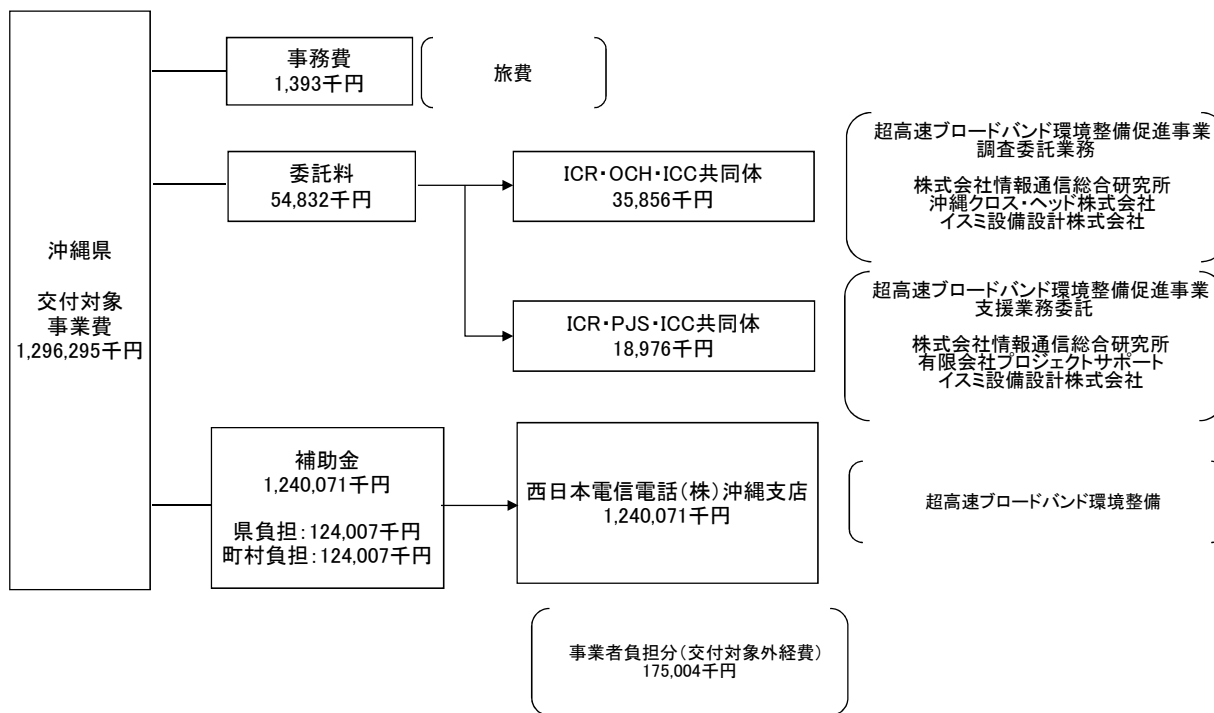 沖縄県
交付対象
事業費
1,296,295千円
事務費
1,393千円
旅費
委託料
54,832千円
ICR・OCH・ICC共同体
35,856千円
超高速ブロードバンド環境整備促進事業
調査委託業務
株式会社情報通信総合研究所
沖縄クロス・ヘッド株式会社
イスミ設備設計株式会社
ICR・PJS・ICC共同体
18,976千円
超高速ブロードバンド環境整備促進事業
支援業務委託
株式会社情報通信総合研究所
有限会社プロジェクトサポート
イスミ設備設計株式会社
補助金
1,240,071千円
県負担：124,007千円
町村負担：124,007千円
西日本電信電話（株）沖縄支店
1,240,071千円
超高速ブロードバンド環境整備
事業者負担分（交付対象外経費）
175,004千円